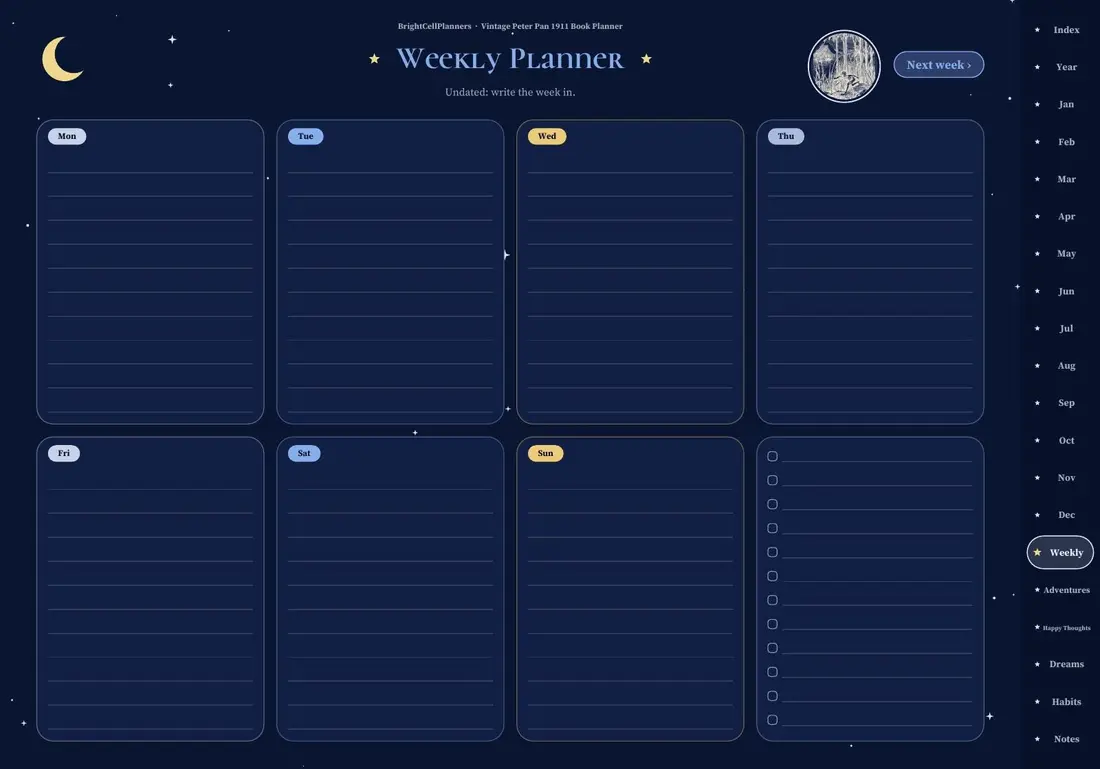 BrightCellPlanners • Vintage Peter Pan 1911 Book Planner
Weekly Planner
Undated: write the week in.
Next week ›
Mon
Tue
Wed
Thu
Fri
Sat
Sun
Index
Year
Jan
Feb
Mar
Apr
May
Jun
Jul
Aug
Sep
Oct
Nov
Dec
Weekly
Adventures
Happy Thoughts
Dreams
Habits
Notes